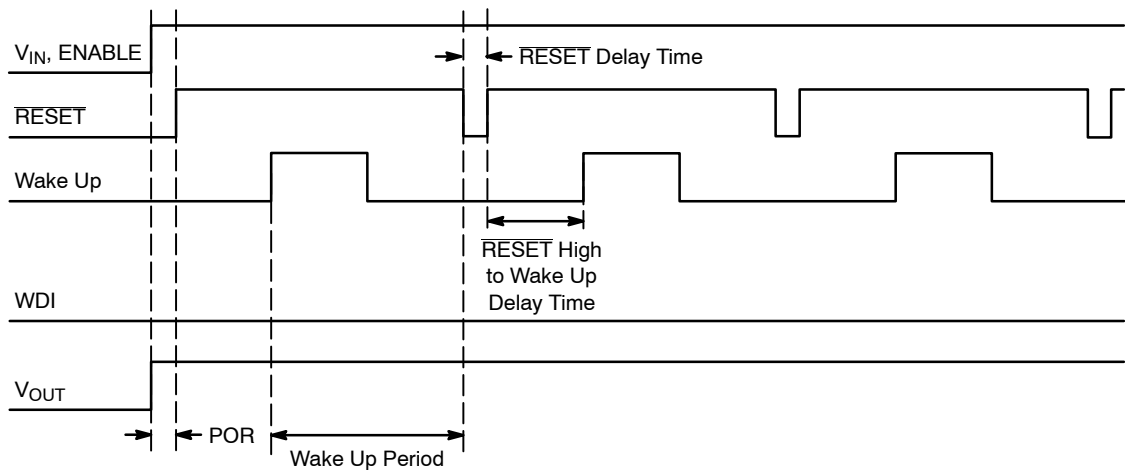 V_IN, ENABLE
RESET Delay Time
RESET
Wake Up
RESET High
to Wake Up
Delay Time
WDI
V_OUT
POR
Wake Up Period